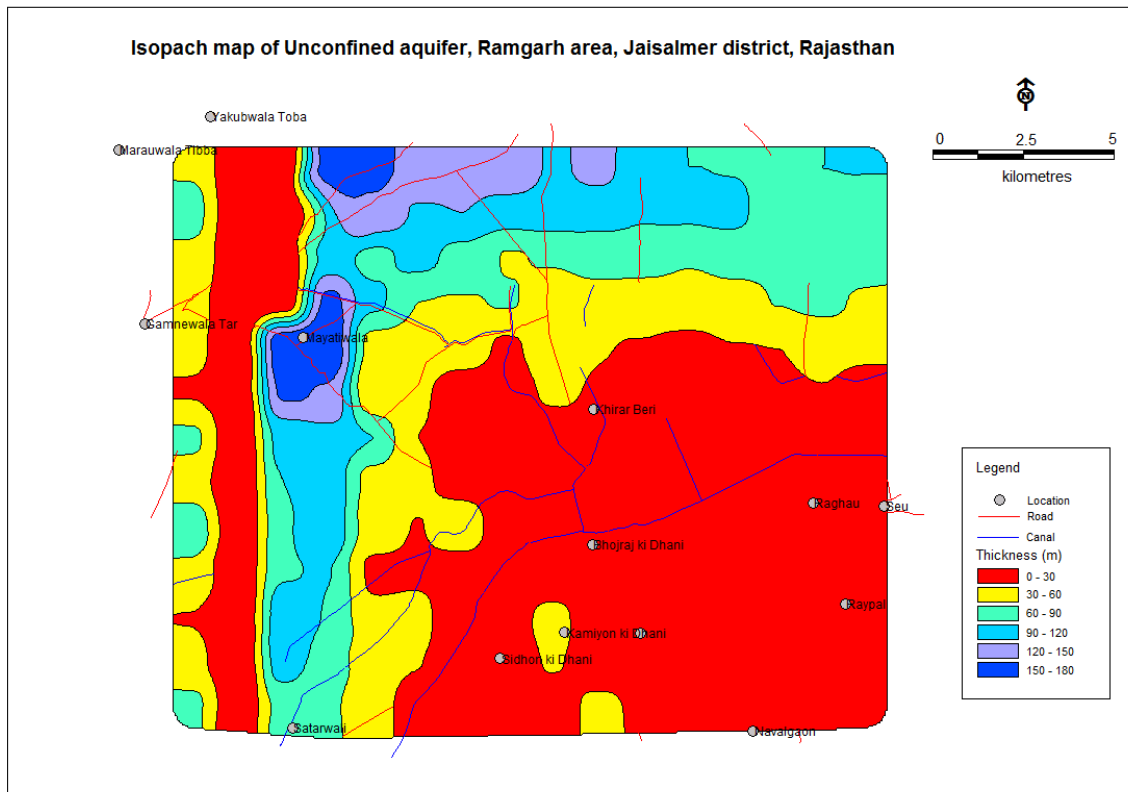 Isopach map of Unconfined aquifer, Ramgarh area, Jaisalmer district, Rajasthan
N
0 2.5 5
kilometres
Yakubwala Toba
Marauwala Tibba
Samnewala Tar
Mayatiwala
Khirar Beri
Raghau
Seu
Bhojraj ki Dhani
Raypal
Kamiyon ki Dhani
Sidhon ki Dhani
Satarwali
Navalgaon
Legend
Location
Road
Canal
Thickness (m)
0 - 30
30 - 60
60 - 90
90 - 120
120 - 150
150 - 180